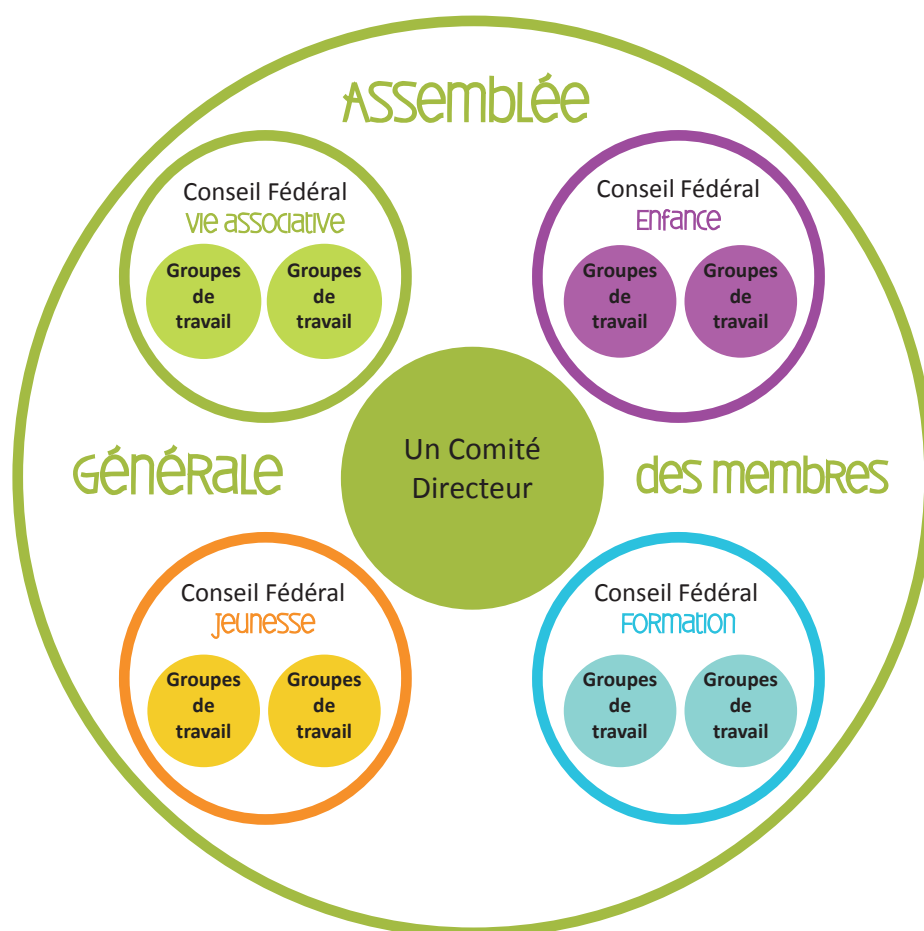 Assemblée
Conseil Fédéral
vie associative
Groupes
de
travail
Groupes
de
travail
Conseil Fédéral
Enfance
Groupes
de
travail
Groupes
de
travail
Générale
Un Comité
Directeur
des membres
Conseil Fédéral
jeunesse
Groupes
de
travail
Groupes
de
travail
Conseil Fédéral
Formation
Groupes
de
travail
Groupes
de
travail